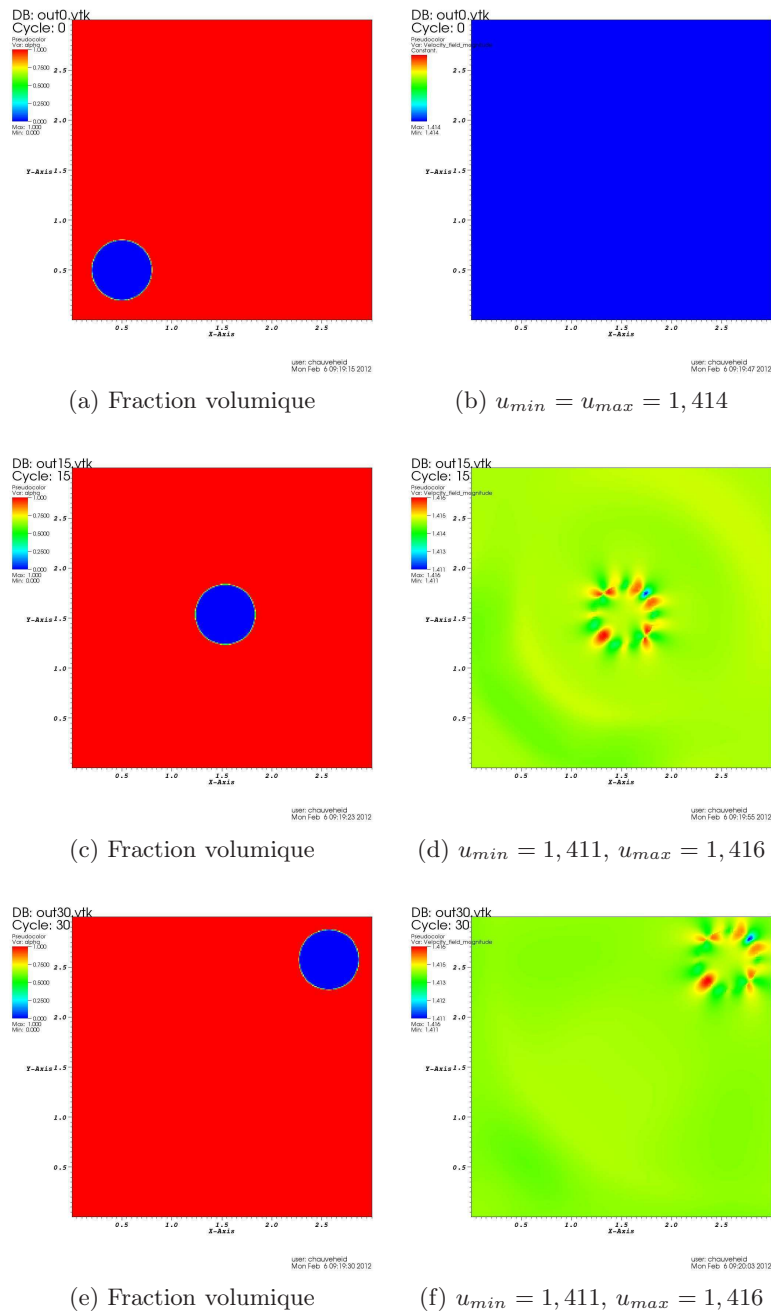 DB: out0.vtk
Cycle: 0
Pseudocolor
Var: alpha
1.000
0.7500
0.5000
0.2500
0.000
Max: 1.000
Min: 0.000
2.5
2.0
Y-Axis
1.5
1.0
0.5
0.5
1.0
1.5
2.0
2.5
X-Axis
user: chauveheid
Mon Feb 6 09:19:15 2012
(a) Fraction volumique
DB: out0.vtk
Cycle: 0
Pseudocolor
Var: Velocity_field_magnitude
Constant.
Max: 1.414
Min: 1.414
2.5
2.0
Y-Axis
1.5
1.0
0.5
0.5
1.0
1.5
2.0
2.5
X-Axis
user: chauveheid
Mon Feb 6 09:19:47 2012
(b) u_min = u_max = 1, 414
DB: out15.vtk
Cycle: 15
Pseudocolor
Var: alpha
1.000
0.7500
0.5000
0.2500
0.000
Max: 1.000
Min: 0.000
2.5
2.0
Y-Axis
1.5
1.0
0.5
0.5
1.0
1.5
2.0
2.5
X-Axis
user: chauveheid
Mon Feb 6 09:19:23 2012
(c) Fraction volumique
DB: out15.vtk
Cycle: 15
Pseudocolor
Var: Velocity_field_magnitude
1.416
1.415
1.414
1.413
1.411
Max: 1.416
Min: 1.411
2.5
2.0
Y-Axis
1.5
1.0
0.5
0.5
1.0
1.5
2.0
2.5
X-Axis
user: chauveheid
Mon Feb 6 09:19:55 2012
(d) u_min = 1, 411, u_max = 1, 416
DB: out30.vtk
Cycle: 30
Pseudocolor
Var: alpha
1.000
0.7500
0.5000
0.2500
0.000
Max: 1.000
Min: 0.000
2.5
2.0
Y-Axis
1.5
1.0
0.5
0.5
1.0
1.5
2.0
2.5
X-Axis
user: chauveheid
Mon Feb 6 09:19:30 2012
(e) Fraction volumique
DB: out30.vtk
Cycle: 30
Pseudocolor
Var: Velocity_field_magnitude
1.416
1.415
1.413
1.412
1.411
Max: 1.416
Min: 1.411
2.5
2.0
Y-Axis
1.5
1.0
0.5
0.5
1.0
1.5
2.0
2.5
X-Axis
user: chauveheid
Mon Feb 6 09:20:03 2012
(f) u_min = 1, 411, u_max = 1, 416